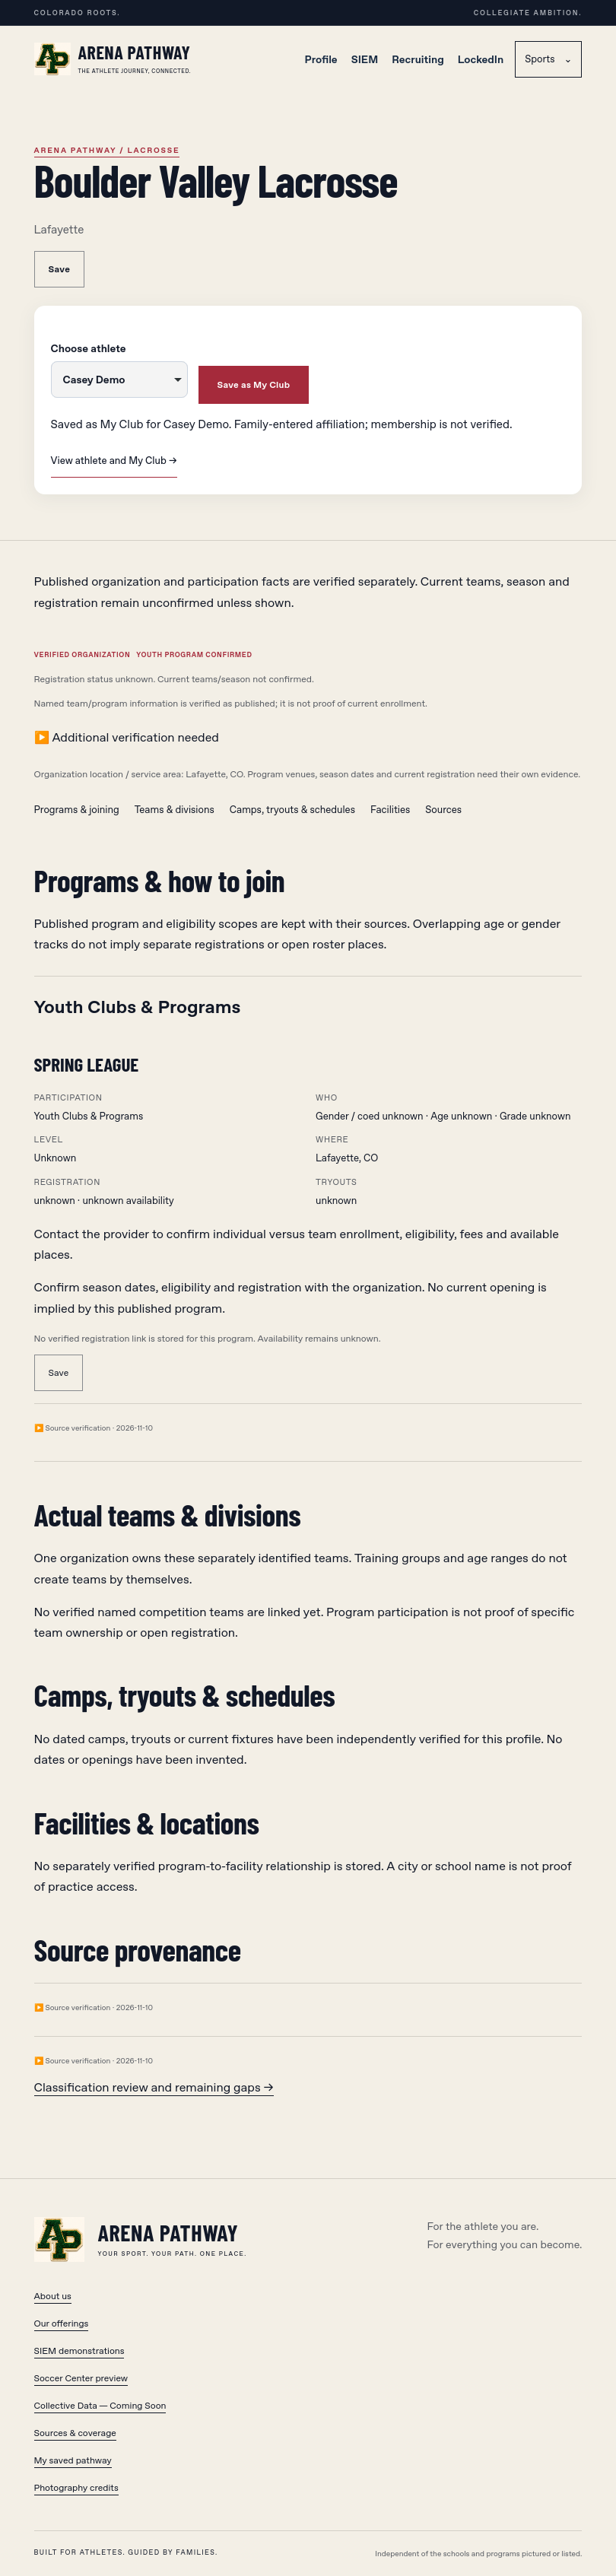 COLORADO ROOTS.
COLLEGIATE AMBITION.
AP
ARENA PATHWAY
THE ATHLETE JOURNEY, CONNECTED.
Profile
SIEM
Recruiting
LockedIn
Sports
ARENA PATHWAY / LACROSSE
Boulder Valley Lacrosse
Lafayette
Save
Choose athlete
Casey Demo
Save as My Club
Saved as My Club for Casey Demo. Family-entered affiliation; membership is not verified.
View athlete and My Club →
Published organization and participation facts are verified separately. Current teams, season and
registration remain unconfirmed unless shown.
VERIFIED ORGANIZATION YOUTH PROGRAM CONFIRMED
Registration status unknown. Current teams/season not confirmed.
Named team/program information is verified as published; it is not proof of current enrollment.
▶️ Additional verification needed
Organization location / service area: Lafayette, CO. Program venues, season dates and current registration need their own evidence.
Programs & joining
Teams & divisions
Camps, tryouts & schedules
Facilities
Sources
Programs & how to join
Published program and eligibility scopes are kept with their sources. Overlapping age or gender
tracks do not imply separate registrations or open roster places.
Youth Clubs & Programs
SPRING LEAGUE
PARTICIPATION
Youth Clubs & Programs
WHO
Gender / coed unknown · Age unknown · Grade unknown
LEVEL
Unknown
WHERE
Lafayette, CO
REGISTRATION
unknown · unknown availability
TRYOUTS
unknown
Contact the provider to confirm individual versus team enrollment, eligibility, fees and available
places.
Confirm season dates, eligibility and registration with the organization. No current opening is
implied by this published program.
No verified registration link is stored for this program. Availability remains unknown.
Save
▶️ Source verification · 2026-11-10
Actual teams & divisions
One organization owns these separately identified teams. Training groups and age ranges do not
create teams by themselves.
No verified named competition teams are linked yet. Program participation is not proof of specific
team ownership or open registration.
Camps, tryouts & schedules
No dated camps, tryouts or current fixtures have been independently verified for this profile. No
dates or openings have been invented.
Facilities & locations
No separately verified program-to-facility relationship is stored. A city or school name is not proof
of practice access.
Source provenance
▶️ Source verification · 2026-11-10
▶️ Source verification · 2026-11-10
Classification review and remaining gaps →
AP
ARENA PATHWAY
YOUR SPORT. YOUR PATH. ONE PLACE.
For the athlete you are.
For everything you can become.
About us
Our offerings
SIEM demonstrations
Soccer Center preview
Collective Data — Coming Soon
Sources & coverage
My saved pathway
Photography credits
BUILT FOR ATHLETES. GUIDED BY FAMILIES.
Independent of the schools and programs pictured or listed.